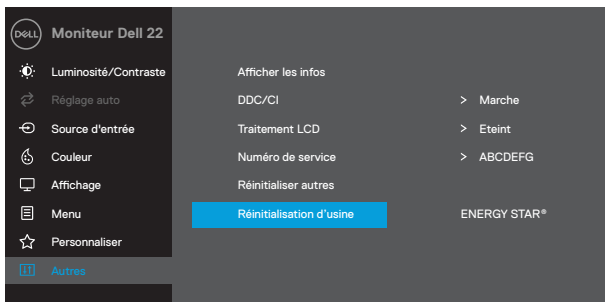 DELL Moniteur Dell 22
Luminosité/Contraste Afficher les infos
Réglage auto DDC/CI > Marche
Source d'entrée Traitement LCD > Eteint
Couleur Numéro de service > ABCDEFG
Affichage Réinitialiser autres
Menu Réinitialisation d'usine ENERGY STAR®
Personnaliser
Autres